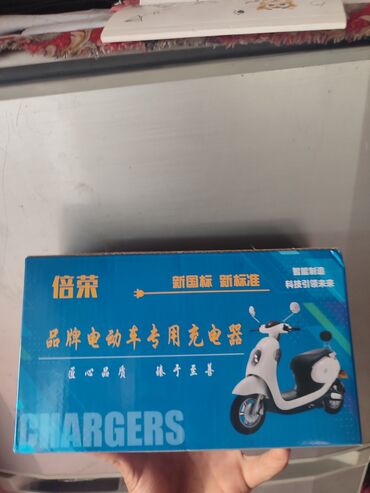 倍荣
新国标 新标准
智能制造
科技引领未来
品牌电动车专用充电器
匠心品质 臻于至善
CHARGERS